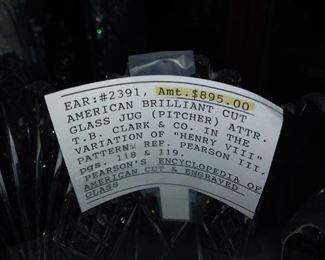 EAR:#2391, Amt.$895.00
AMERICAN BRILLIANT CUT
GLASS JUG (PITCHER) ATTR.
T.B. CLARK & CO. IN THE
VARIATION OF "HENRY VIII"
PATTERN REF. PEARSON III,
pgs. 118 & 119.
PEARSON'S ENCYCLOPEDIA OF
AMERICAN CUT & ENGRAVED
GLASS